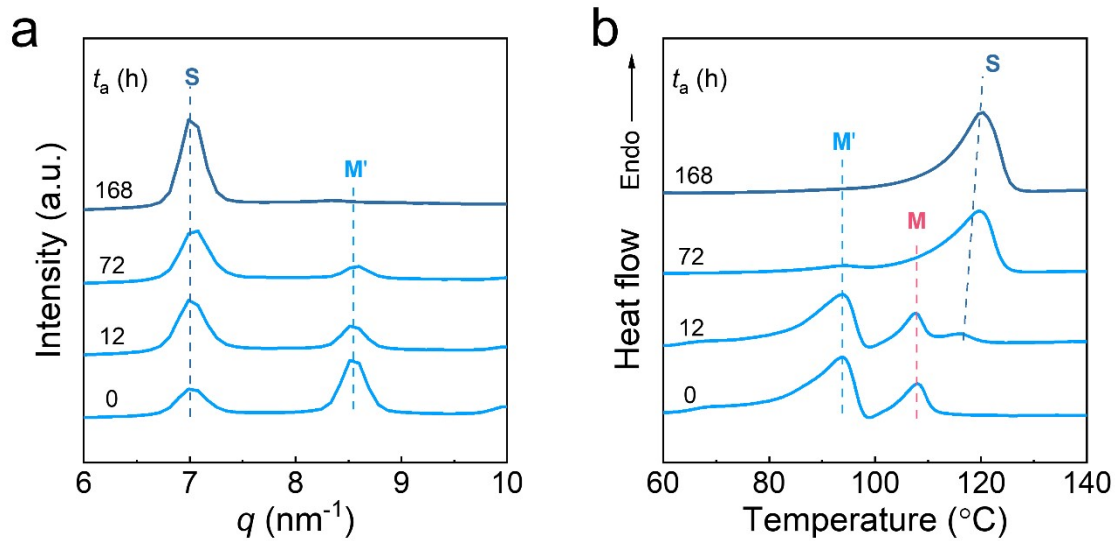 a
t_a (h)
S
M'
168
72
12
0
Intensity (a.u.)
6 7 8 9 10
q (nm⁻¹)
b
t_a (h)
Endo
S
M'
M
168
72
12
0
Heat flow
60 80 100 120 140
Temperature (°C)